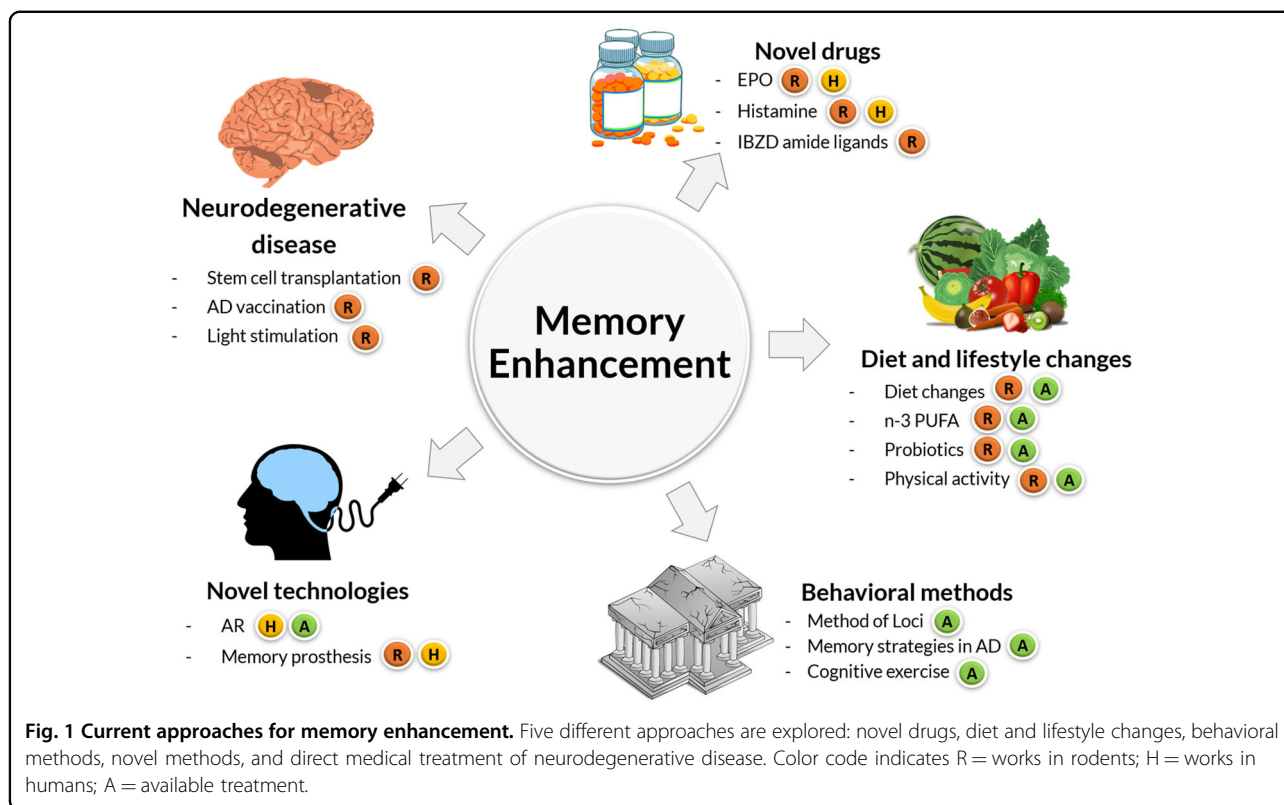 Novel drugs
- EPO R H
- Histamine R H
- IBZD amide ligands R
Neurodegenerative
disease
- Stem cell transplantation R
- AD vaccination R
- Light stimulation R
Memory
Enhancement
Diet and lifestyle changes
- Diet changes R A
- n-3 PUFA R A
- Probiotics R A
- Physical activity R A
Novel technologies
- AR H A
- Memory prosthesis R H
Behavioral methods
- Method of Loci A
- Memory strategies in AD A
- Cognitive exercise A
Fig. 1 Current approaches for memory enhancement. Five different approaches are explored: novel drugs, diet and lifestyle changes, behavioral
methods, novel methods, and direct medical treatment of neurodegenerative disease. Color code indicates R = works in rodents; H = works in
humans; A = available treatment.